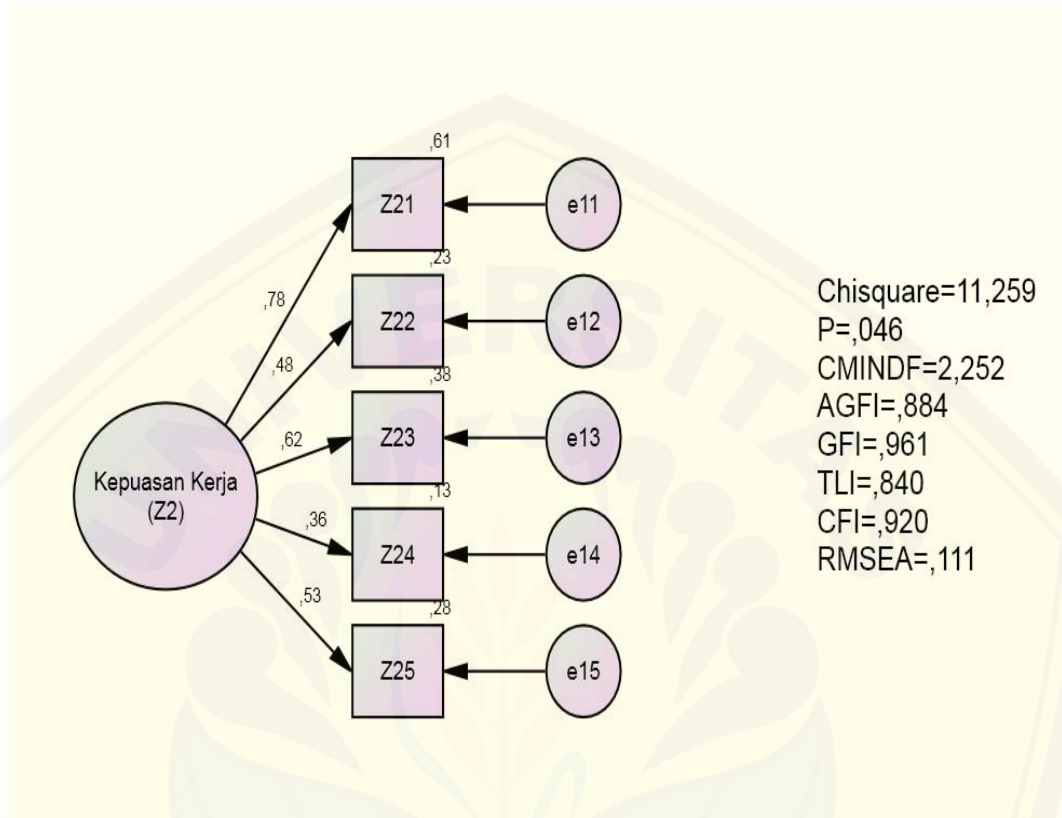 ,61
Z21
e11
,78
,23
Z22
e12
,48
,38
Z23
e13
,62
Kepuasan Kerja
(Z2)
,13
Z24
e14
,36
,28
Z25
e15
,53
Chisquare=11,259
P=,046
CMINDF=2,252
AGFI=,884
GFI=,961
TLI=,840
CFI=,920
RMSEA=,111
UNIVERSITA